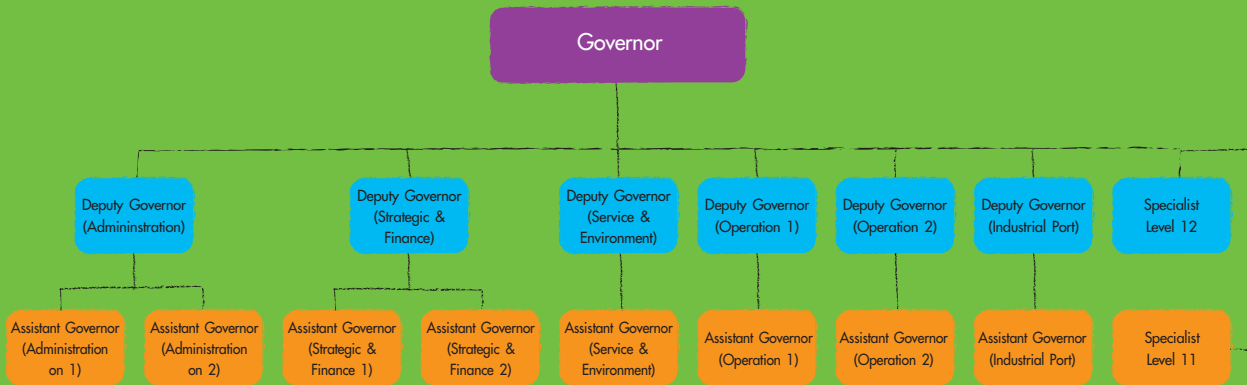 Governor
Deputy Governor
(Admininstration)
Deputy Governor
(Strategic &
Finance)
Deputy Governor
(Service &
Environment)
Deputy Governor
(Operation 1)
Deputy Governor
(Operation 2)
Deputy Governor
(Industrial Port)
Specialist
Level 12
Assistant Governor
(Administration
on 1)
Assistant Governor
(Administration
on 2)
Assistant Governor
(Strategic &
Finance 1)
Assistant Governor
(Strategic &
Finance 2)
Assistant Governor
(Service &
Environment)
Assistant Governor
(Operation 1)
Assistant Governor
(Operation 2)
Assistant Governor
(Industrial Port)
Specialist
Level 11